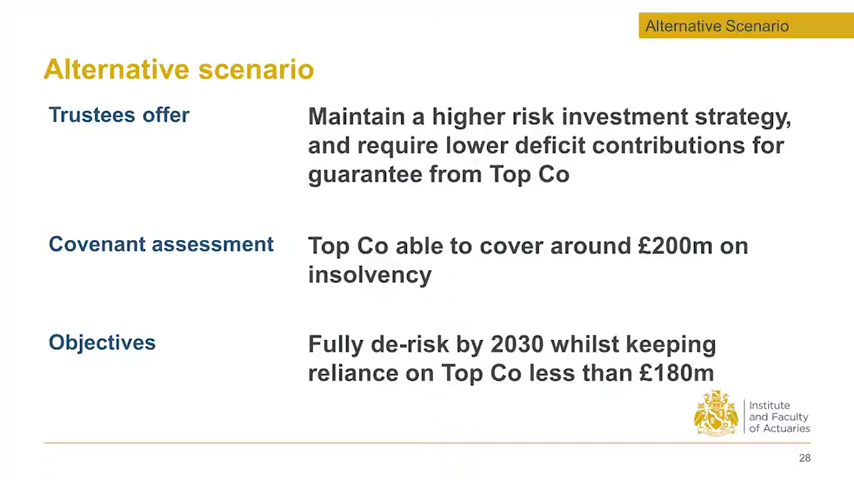 Alternative Scenario
Alternative scenario
Trustees offer
Maintain a higher risk investment strategy,
and require lower deficit contributions for
guarantee from Top Co
Covenant assessment
Top Co able to cover around £200m on
insolvency
Objectives
Fully de-risk by 2030 whilst keeping
reliance on Top Co less than £180m
Institute
and Faculty
of Actuaries
28